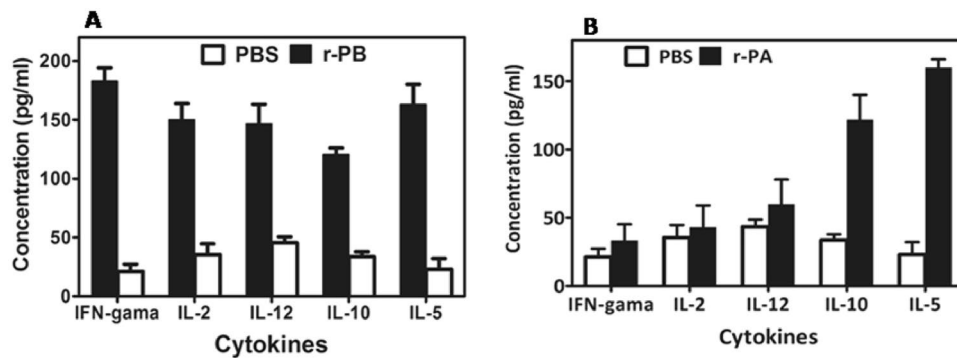 A
PBS r-PB
Concentration (pg/ml)
200
150
100
50
0
IFN-gama IL-2 IL-12 IL-10 IL-5
Cytokines
B
PBS r-PA
Concentration (pg/ml)
150
100
50
0
IFN-gama IL-2 IL-12 IL-10 IL-5
Cytokines